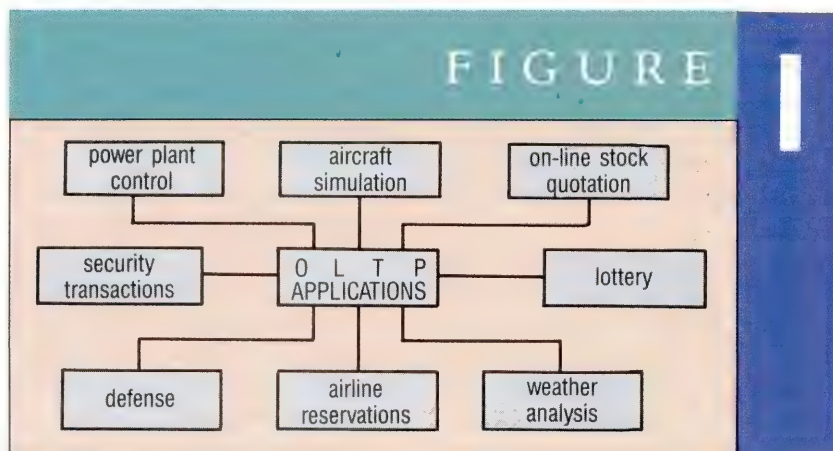 FIGURE 1
power plant
control
aircraft
simulation
on-line stock
quotation
security
transactions
O L T P
APPLICATIONS
lottery
defense
airline
reservations
weather
analysis